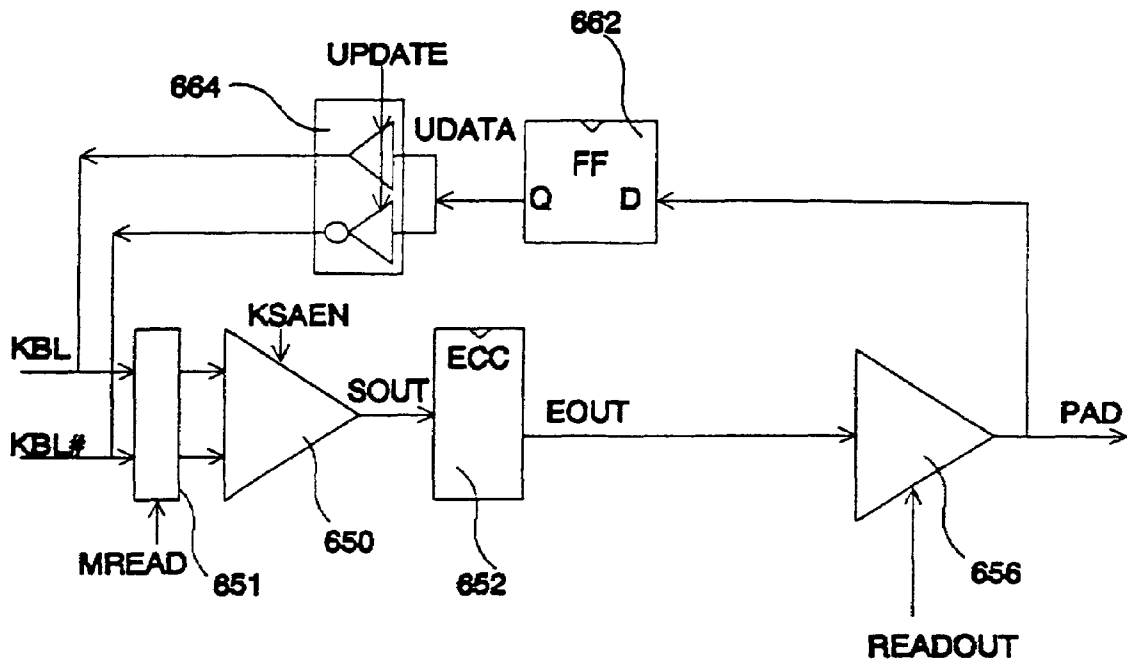 662
UPDATE
664
UDATA
FF
Q
D
KSAEN
KBL
ECC
SOUT
EOUT
PAD
KBL#
650
MREAD
651
652
656
READOUT